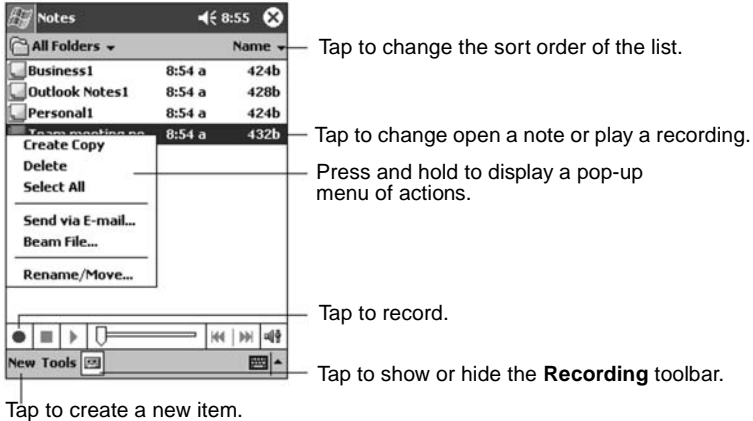 Notes 8:55
All Folders Name
Tap to change the sort order of the list.
Business1 8:54 a 424b
Outlook Notes1 8:54 a 428b
Personal1 8:54 a 424b
Team meeting no 8:54 a 432b
Tap to change open a note or play a recording.
Create Copy
Delete
Select All
Send via E-mail...
Beam File...
Rename/Move...
Press and hold to display a pop-up
menu of actions.
Tap to record.
New Tools
Tap to show or hide the Recording toolbar.
Tap to create a new item.